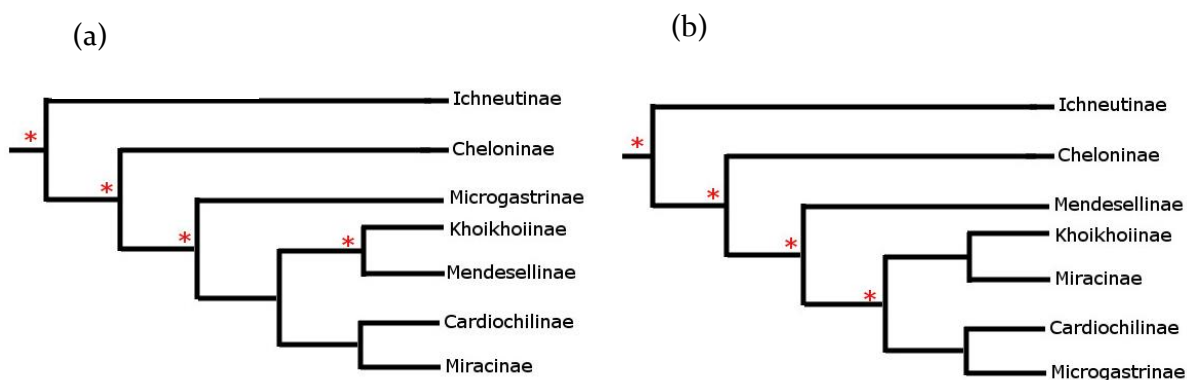 (a)
Ichneutinae
Cheloninae
Microgastrinae
Khoikhoiinae
Mendesellinae
Cardiochilinae
Miracinae
(b)
Ichneutinae
Cheloninae
Mendesellinae
Khoikhoiinae
Miracinae
Cardiochilinae
Microgastrinae